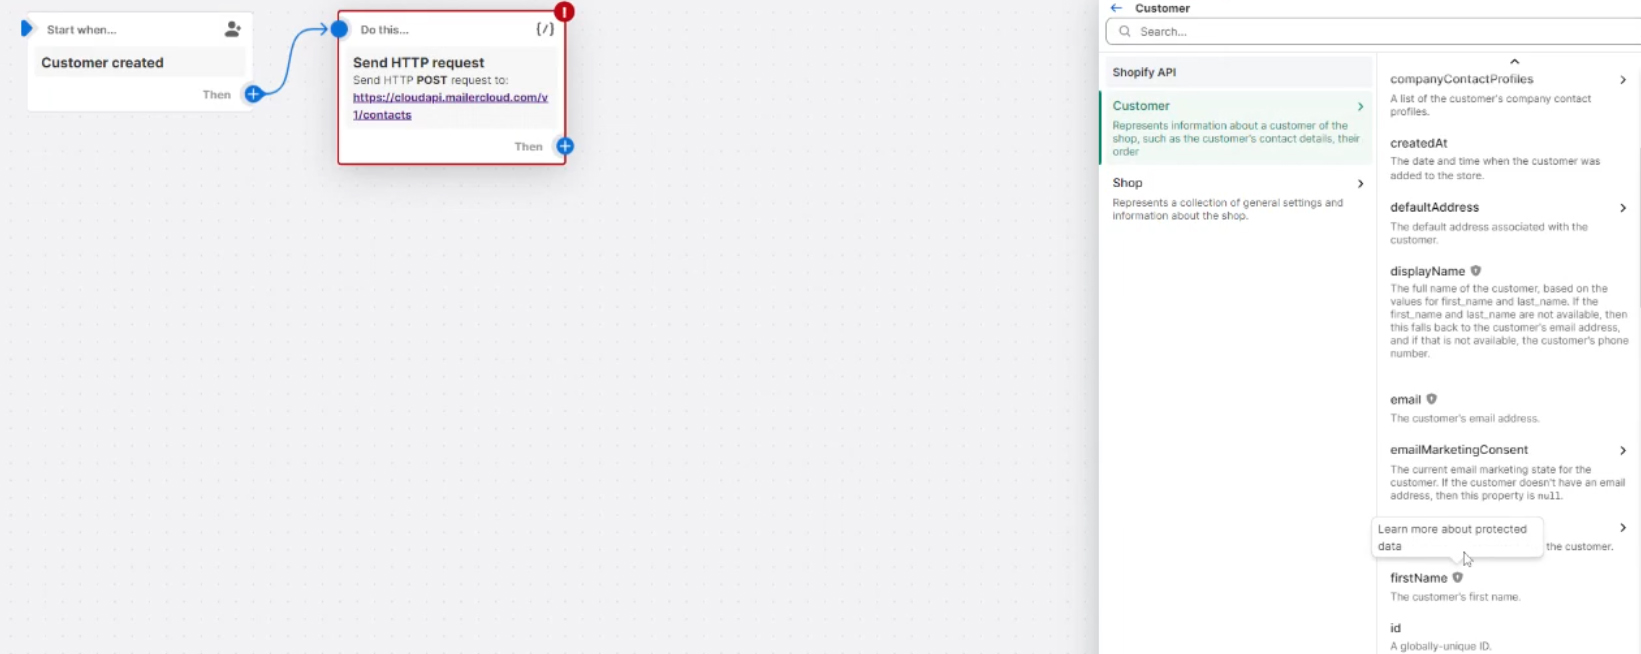 Start when...
Customer created
Then
Do this...
Send HTTP request
Send HTTP POST request to:
https://cloudapi.mailercloud.com/v
1/contacts
Then
Customer
Search...
Shopify API
Customer
Represents information about a customer of the
shop, such as the customer's contact details, their
order
Shop
Represents a collection of general settings and
information about the shop.
companyContactProfiles
A list of the customer's company contact
profiles.
createdAt
The date and time when the customer was
added to the store.
defaultAddress
The default address associated with the
customer.
displayName
The full name of the customer, based on the
values for first_name and last_name. If the
first_name and last_name are not available, then
this falls back to the customer's email address,
and if that is not available, the customer's phone
number.
email
The customer's email address.
emailMarketingConsent
The current email marketing state for the
customer. If the customer doesn't have an email
address, then this property is null.
Learn more about protected
data
the customer.
firstName
The customer's first name.
id
A globally-unique ID.